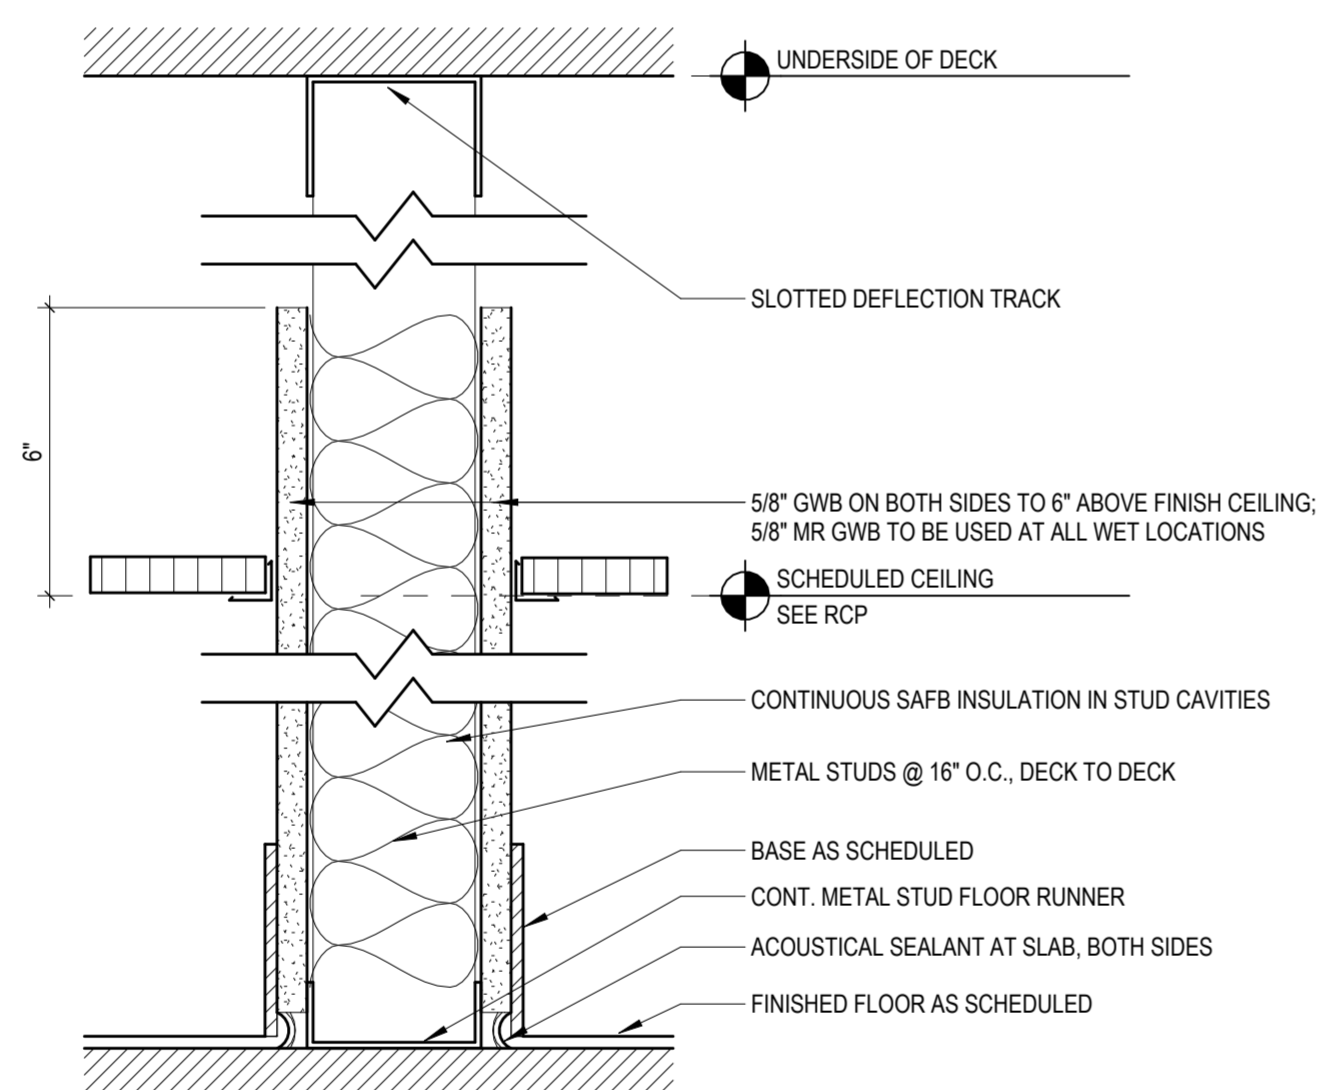 UNDERSIDE OF DECK
SLOTTED DEFLECTION TRACK
6"
5/8" GWB ON BOTH SIDES TO 6" ABOVE FINISH CEILING;
5/8" MR GWB TO BE USED AT ALL WET LOCATIONS
SCHEDULED CEILING
SEE RCP
CONTINUOUS SAFB INSULATION IN STUD CAVITIES
METAL STUDS @ 16" O.C., DECK TO DECK
BASE AS SCHEDULED
CONT. METAL STUD FLOOR RUNNER
ACOUSTICAL SEALANT AT SLAB, BOTH SIDES
FINISHED FLOOR AS SCHEDULED